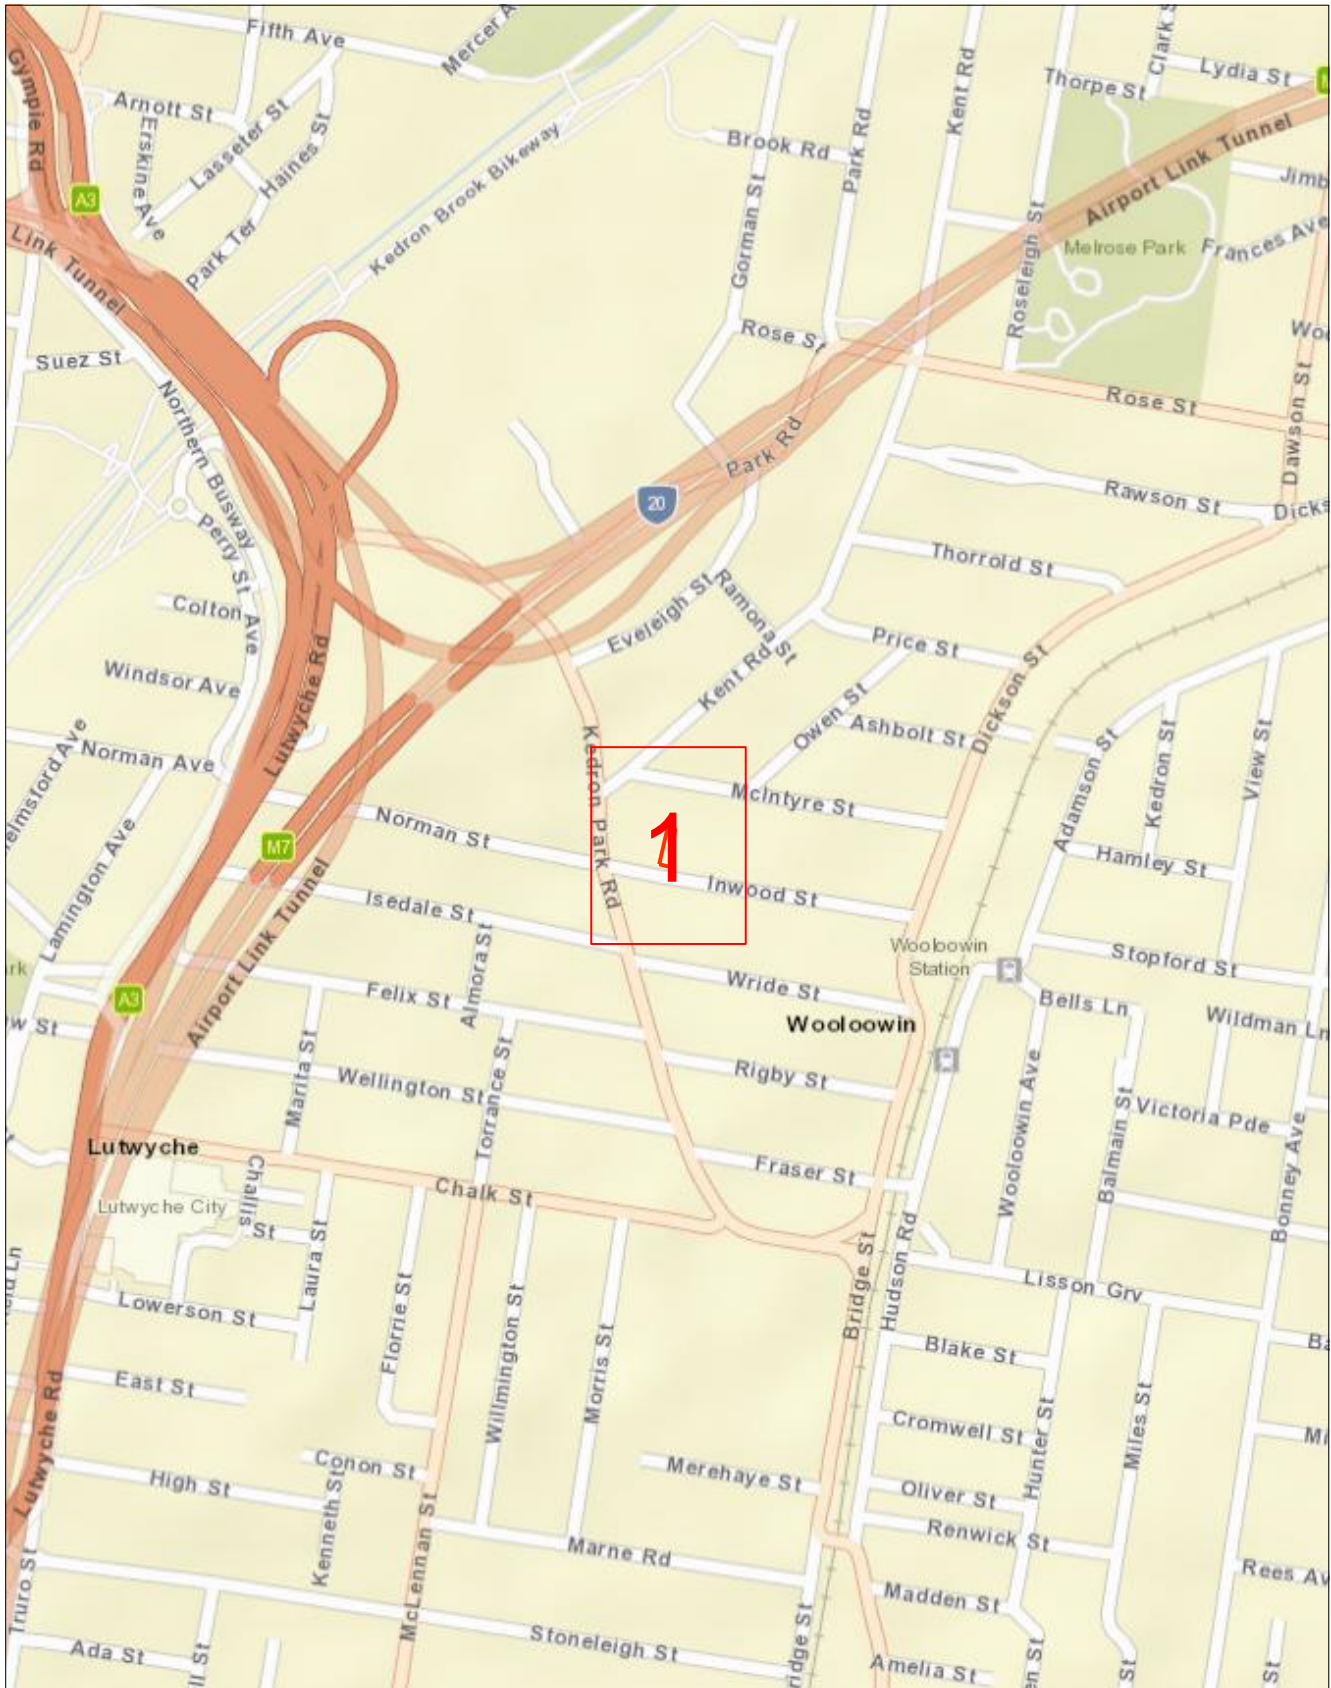 Fifth Ave
Gympie Rd
Arnott St
Erskine Ave
Lasseter St
Haines St
Park Ter
Kedron Brook Bikeway
Brook Rd
Park Rd
Kent Rd
Thorpe St
Lydia St
Airport Link Tunnel
Gorman St
Roseleigh St
Melrose Park
Frances Ave
A3
Link Tunnel
Suez St
Rose St
Rose St
Northern Busway
Park Rd
20
Dawson St
Rawson St
Thorrold St
Perry St
Ave
Colton
Windsor Ave
Lutwyche Rd
Eveleigh St
Ramona St
Kent Rd
Price St
Owen St
Ashbolt St
Dickson St
Norman Ave
Lamington Ave
Kedron Park Rd
McIntyre St
Adamson St
Kedron St
View St
Norman St
M7
1
Inwood St
Hamley St
Isedale St
Airport Link Tunnel
Almora St
Wooloowin
Station
Stopford St
A3
Felix St
Wride St
Wooloowin
Bells Ln
Wildman Ln
Marita St
Torrance St
Wellington St
Rigby St
Wooloowin Ave
Balmain St
Victoria Pde
Bonney Ave
Lutwyche
Challis
St
Chalk St
Fraser St
Lutwyche City
Laura St
Florrie St
Willmington St
Morris St
Bridge St
Hudson Rd
Lisson Grv
Lowerson St
East St
Blake St
Cromwell St
Hunter St
Miles St
Lutwyche Rd
High St
Conon St
Kenneth St
McLennan St
Merehaye St
Oliver St
Renwick St
Marne Rd
Truro St
Madden St
Ada St
Stoneleigh St
Amelia St